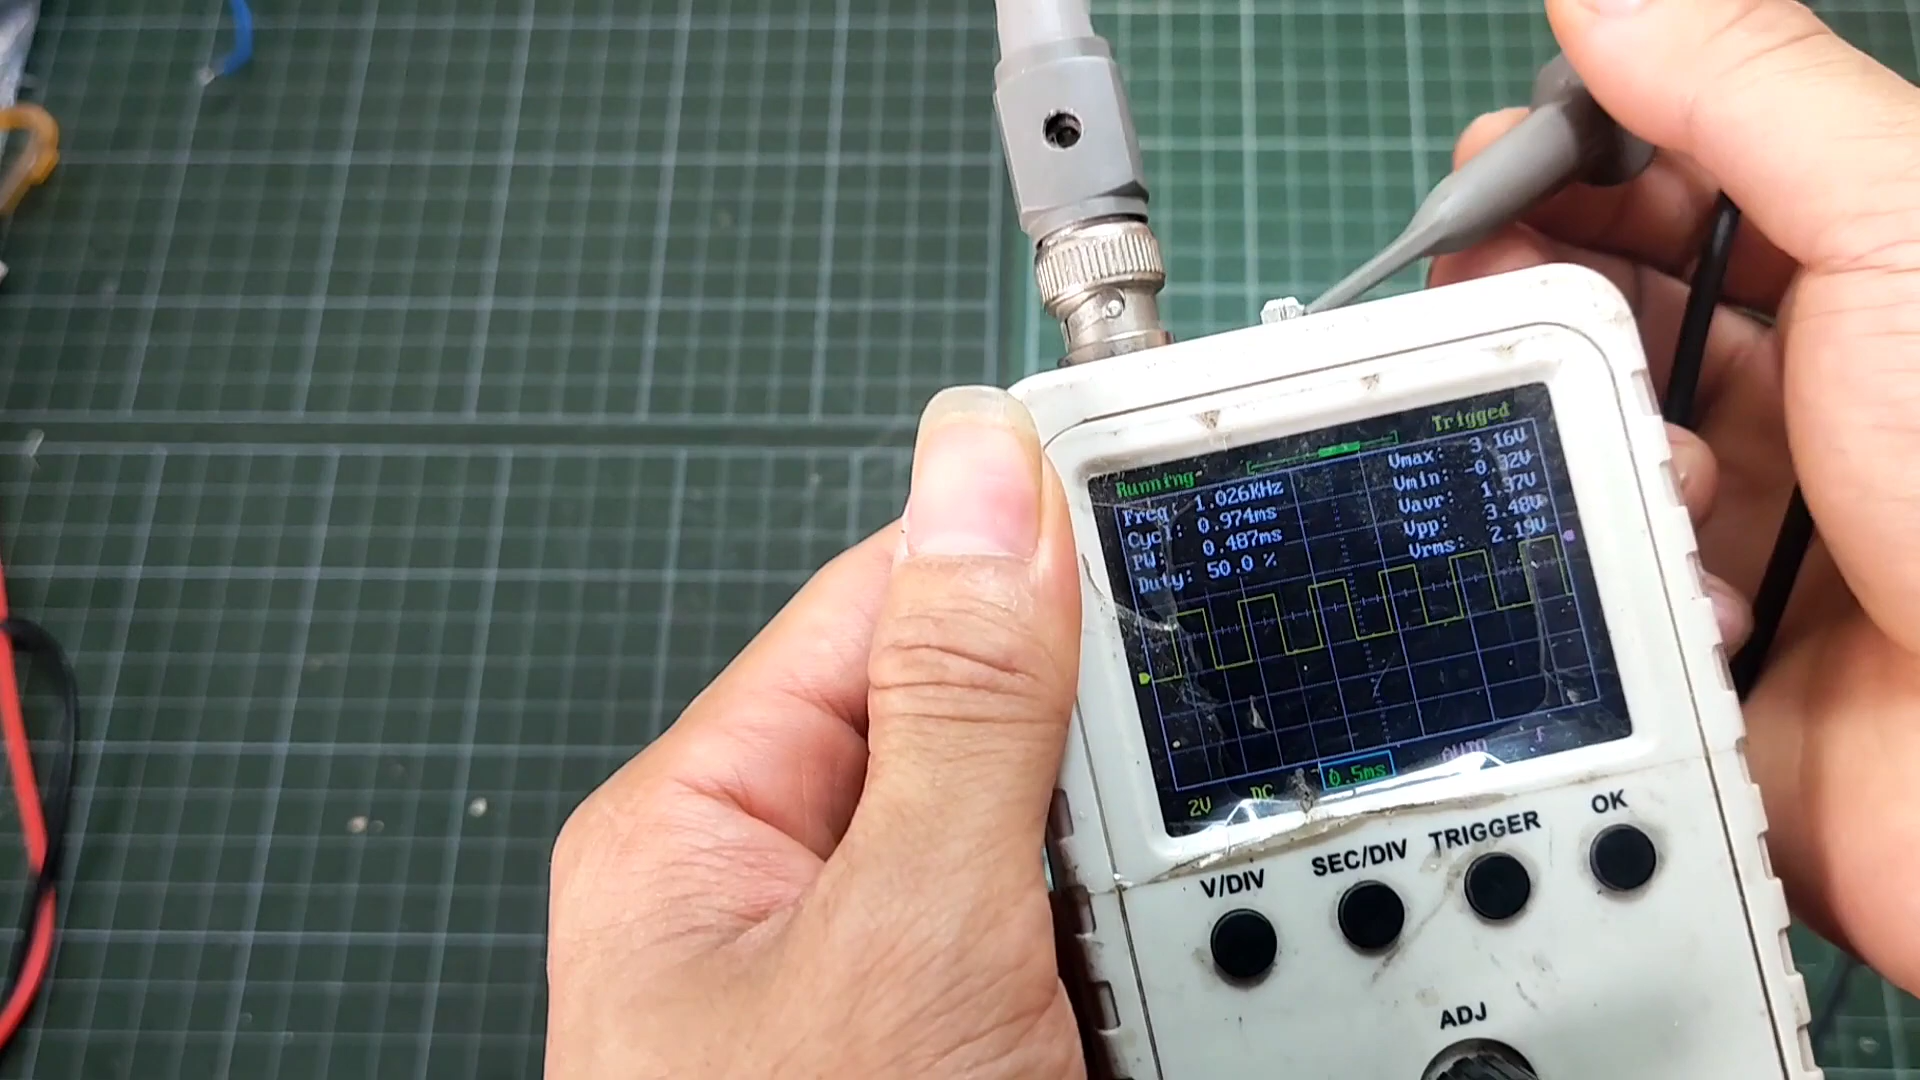 Running
Trigged
Freq: 1.026KHz
Cycl: 0.974ms
PW: 0.487ms
Duty: 50.0 %
Vmax: 3.16V
Vmin: -0.32V
Vavr: 1.37V
Vpp: 3.48V
Vrms: 2.19V
2V DC 0.5ms AUTO
V/DIV SEC/DIV TRIGGER OK
ADJ